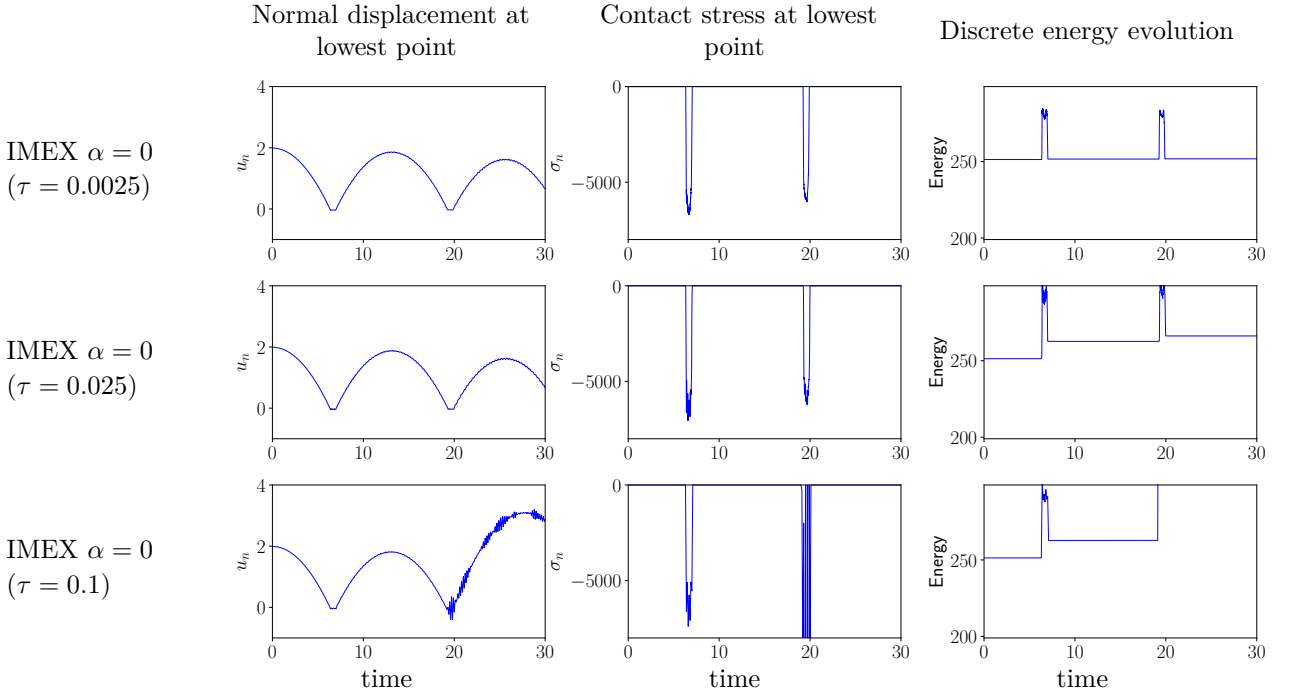 Normal displacement at
lowest point
Contact stress at lowest
point
Discrete energy evolution
IMEX α = 0
(τ = 0.0025)
4
2
0
u_n
0 10 20 30
0
−5000
σ_n
0 10 20 30
250
200
Energy
0 10 20 30
IMEX α = 0
(τ = 0.025)
4
2
0
u_n
0 10 20 30
0
−5000
σ_n
0 10 20 30
250
200
Energy
0 10 20 30
IMEX α = 0
(τ = 0.1)
4
2
0
u_n
0 10 20 30
time
0
−5000
σ_n
0 10 20 30
time
250
200
Energy
0 10 20 30
time